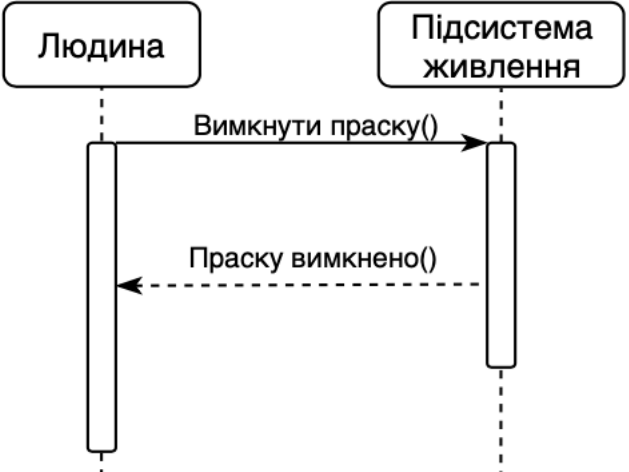 Людина
Підсистема
живлення
Вимкнути праску()
Праску вимкнено()